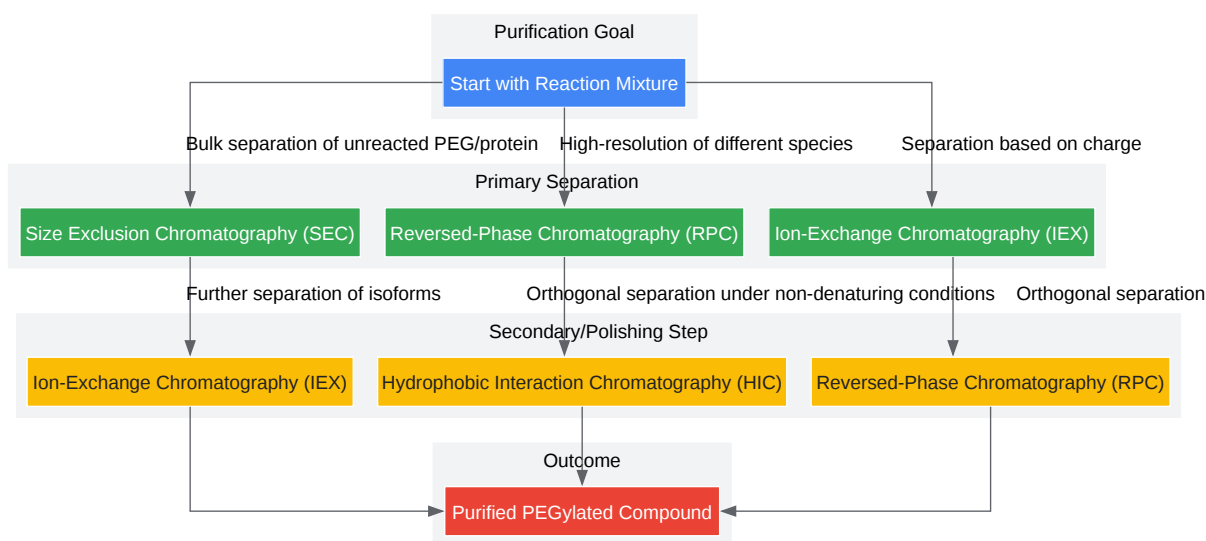 Purification Goal
Start with Reaction Mixture
Bulk separation of unreacted PEG/protein
High-resolution of different species
Separation based on charge
Primary Separation
Size Exclusion Chromatography (SEC)
Reversed-Phase Chromatography (RPC)
Ion-Exchange Chromatography (IEX)
Further separation of isoforms
Orthogonal separation under non-denaturing conditions
Orthogonal separation
Secondary/Polishing Step
Ion-Exchange Chromatography (IEX)
Hydrophobic Interaction Chromatography (HIC)
Reversed-Phase Chromatography (RPC)
Outcome
Purified PEGylated Compound